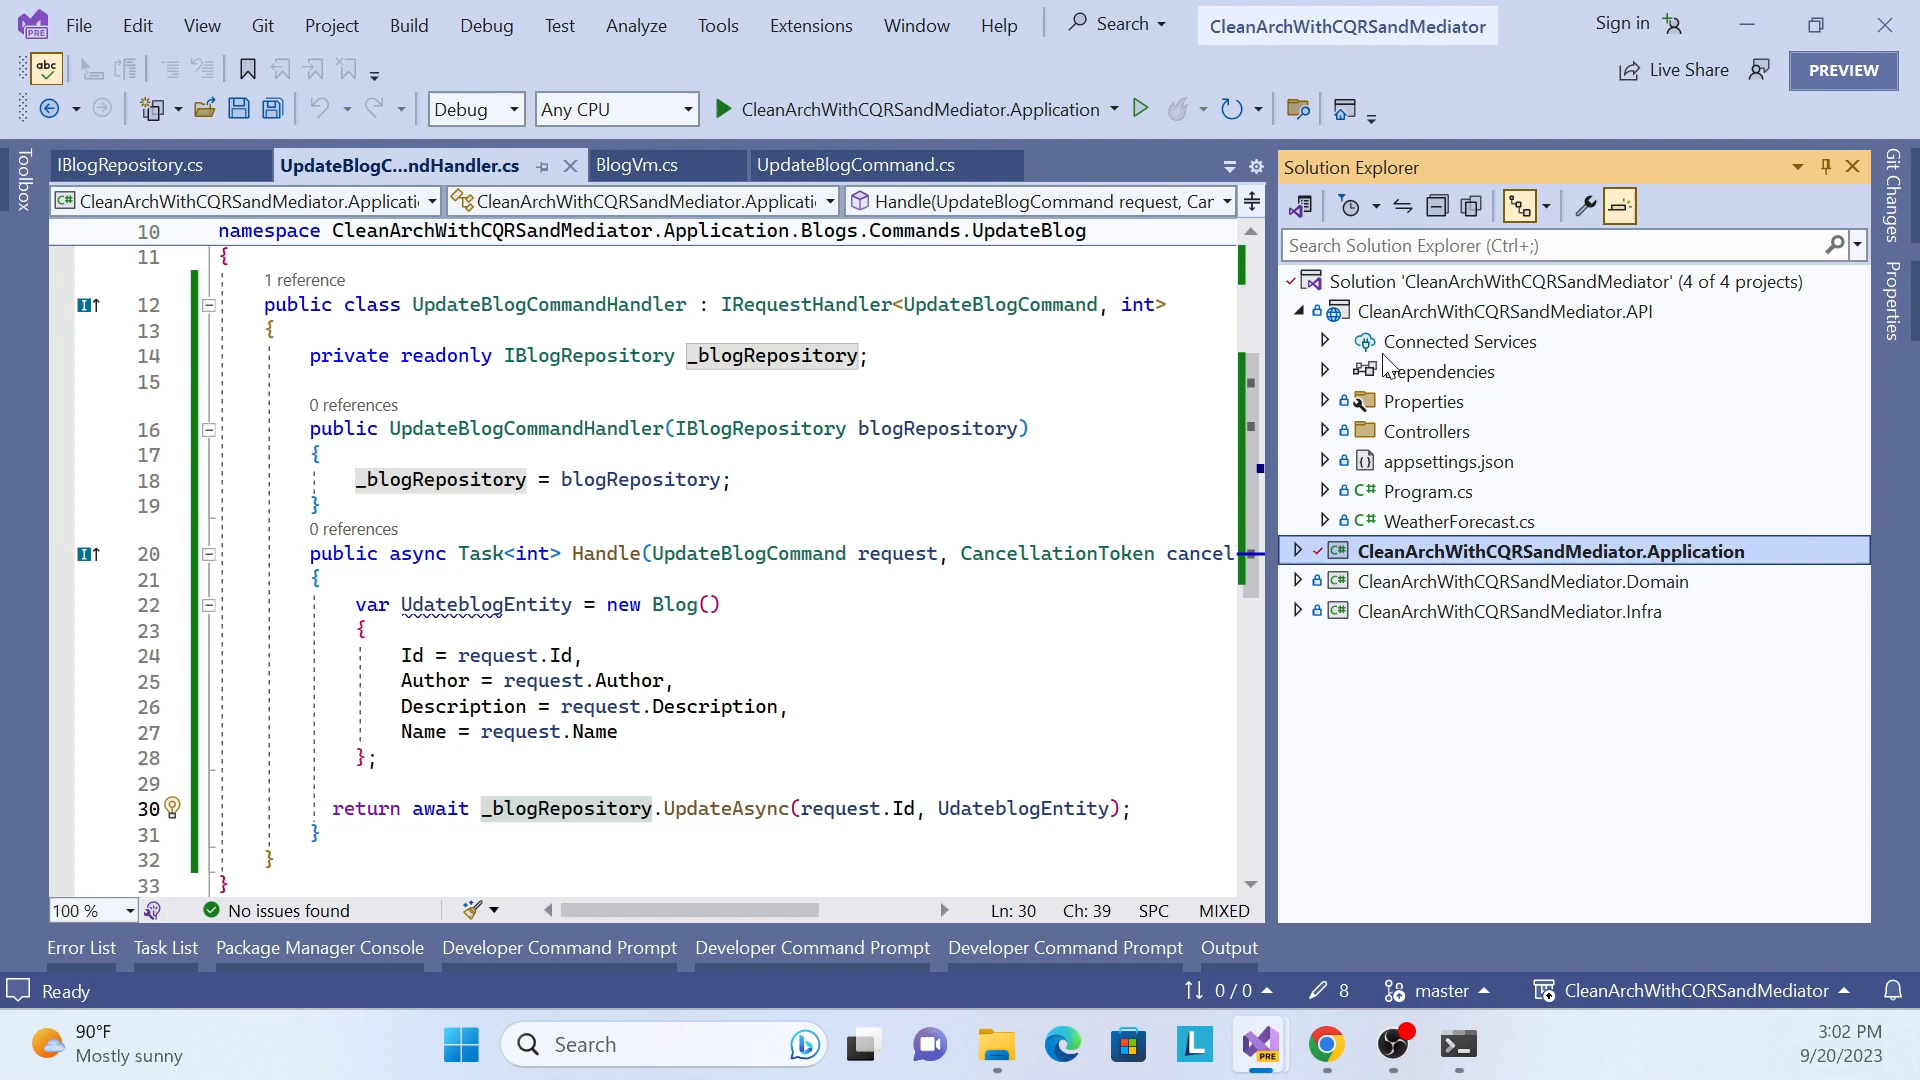 File Edit View Git Project Build Debug Test Analyze Tools Extensions Window Help Search CleanArchWithCQRSandMediator Sign in
abc Live Share PREVIEW
Debug Any CPU CleanArchWithCQRSandMediator.Application
Toolbox
IBlogRepository.cs UpdateBlogC...ndHandler.cs BlogVm.cs UpdateBlogCommand.cs
CleanArchWithCQRSandMediator.Applicati CleanArchWithCQRSandMediator.Applicati Handle(UpdateBlogCommand request, Car
10 namespace CleanArchWithCQRSandMediator.Application.Blogs.Commands.UpdateBlog
11 {
1 reference
12 public class UpdateBlogCommandHandler : IRequestHandler<UpdateBlogCommand, int>
13 {
14 private readonly IBlogRepository _blogRepository;
15
0 references
16 public UpdateBlogCommandHandler(IBlogRepository blogRepository)
17 {
18 _blogRepository = blogRepository;
19 }
0 references
20 public async Task<int> Handle(UpdateBlogCommand request, CancellationToken cancel
21 {
22 var UdateblogEntity = new Blog()
23 {
24 Id = request.Id,
25 Author = request.Author,
26 Description = request.Description,
27 Name = request.Name
28 };
29
30 return await _blogRepository.UpdateAsync(request.Id, UdateblogEntity);
31 }
32 }
33 }
100 % No issues found Ln: 30 Ch: 39 SPC MIXED
Solution Explorer
Search Solution Explorer (Ctrl+;)
Solution 'CleanArchWithCQRSandMediator' (4 of 4 projects)
CleanArchWithCQRSandMediator.API
Connected Services
ependencies
Properties
Controllers
appsettings.json
C# Program.cs
C# WeatherForecast.cs
C# CleanArchWithCQRSandMediator.Application
C# CleanArchWithCQRSandMediator.Domain
C# CleanArchWithCQRSandMediator.Infra
Git Changes
Properties
Error List Task List Package Manager Console Developer Command Prompt Developer Command Prompt Developer Command Prompt Output
Ready 0 / 0 8 master CleanArchWithCQRSandMediator
90°F
Mostly sunny
Search
L
PRE
3:02 PM
9/20/2023